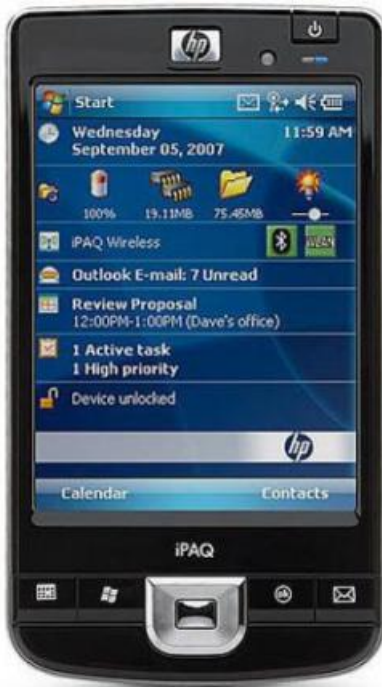 hp
Start
Wednesday 11:59 AM
September 05, 2007
100% 19.11MB 75.45MB
iPAQ Wireless WLAN
Outlook E-mail: 7 Unread
Review Proposal
12:00PM-1:00PM (Dave's office)
1 Active task
1 High priority
Device unlocked
hp
Calendar Contacts
iPAQ
ok